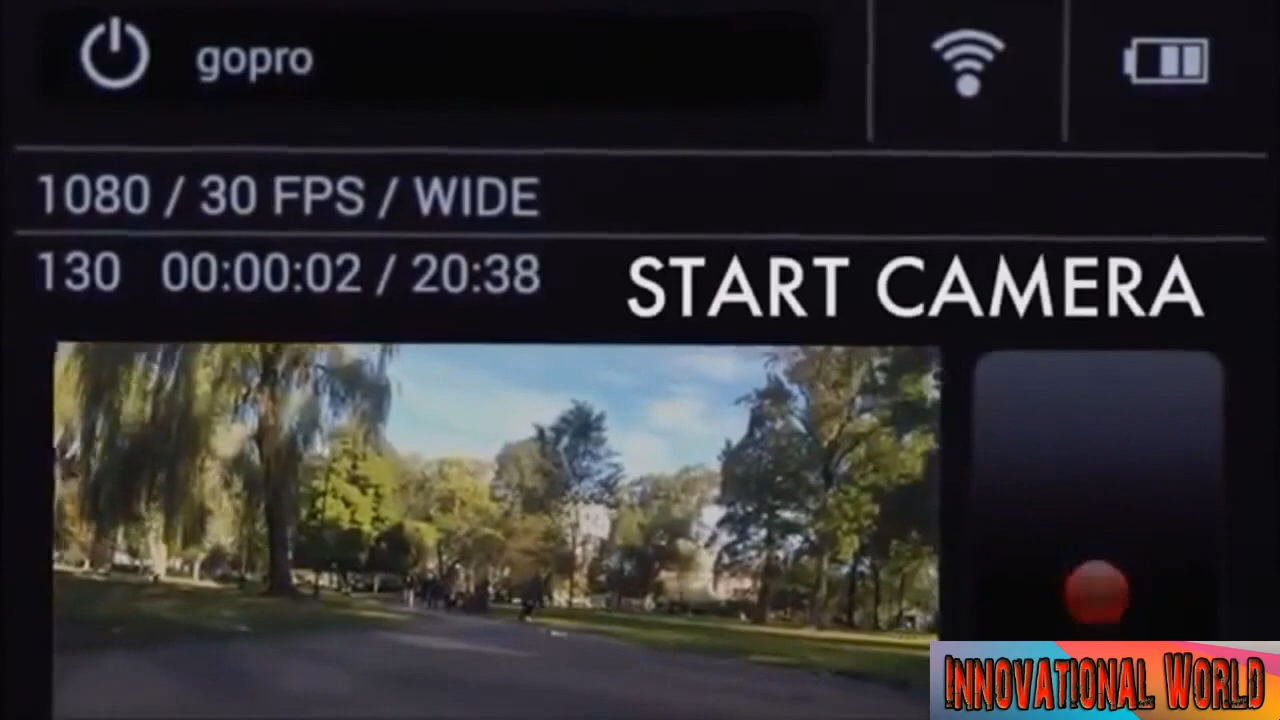 gopro
1080 / 30 FPS / WIDE
130 00:00:02 / 20:38
START CAMERA
INNOVATIONAL WORLD